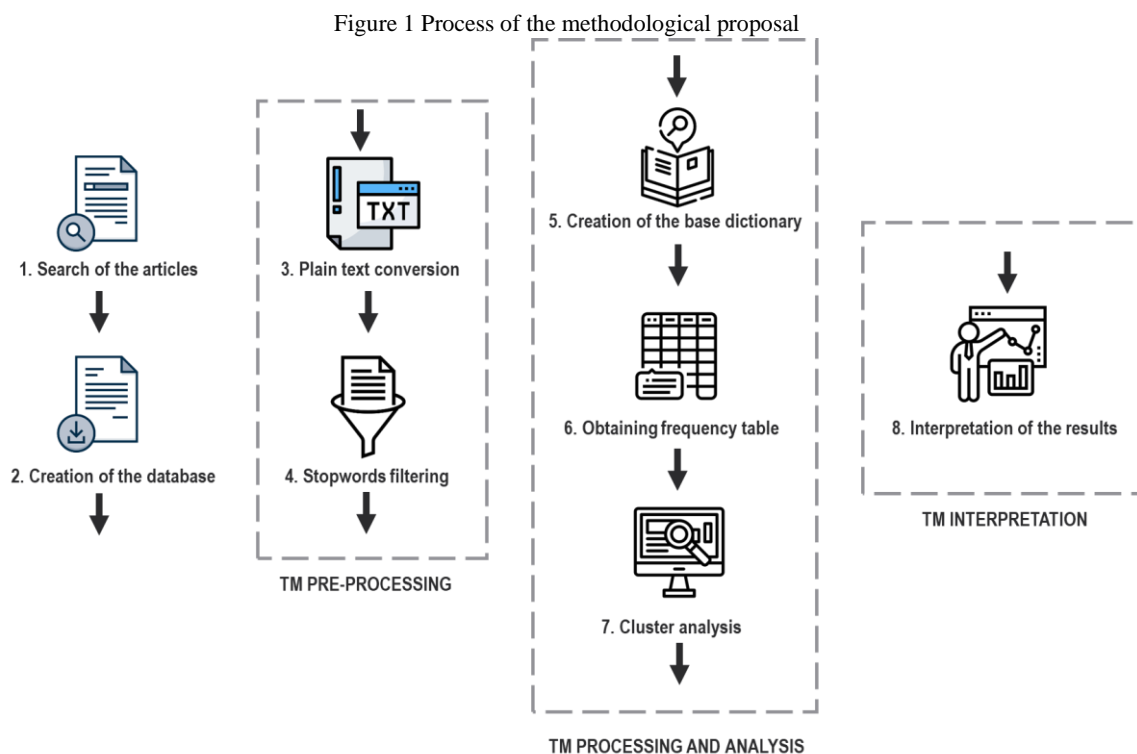 Figure 1 Process of the methodological proposal
1. Search of the articles
2. Creation of the database
TXT
3. Plain text conversion
4. Stopwords filtering
TM PRE-PROCESSING
5. Creation of the base dictionary
6. Obtaining frequency table
7. Cluster analysis
TM PROCESSING AND ANALYSIS
8. Interpretation of the results
TM INTERPRETATION